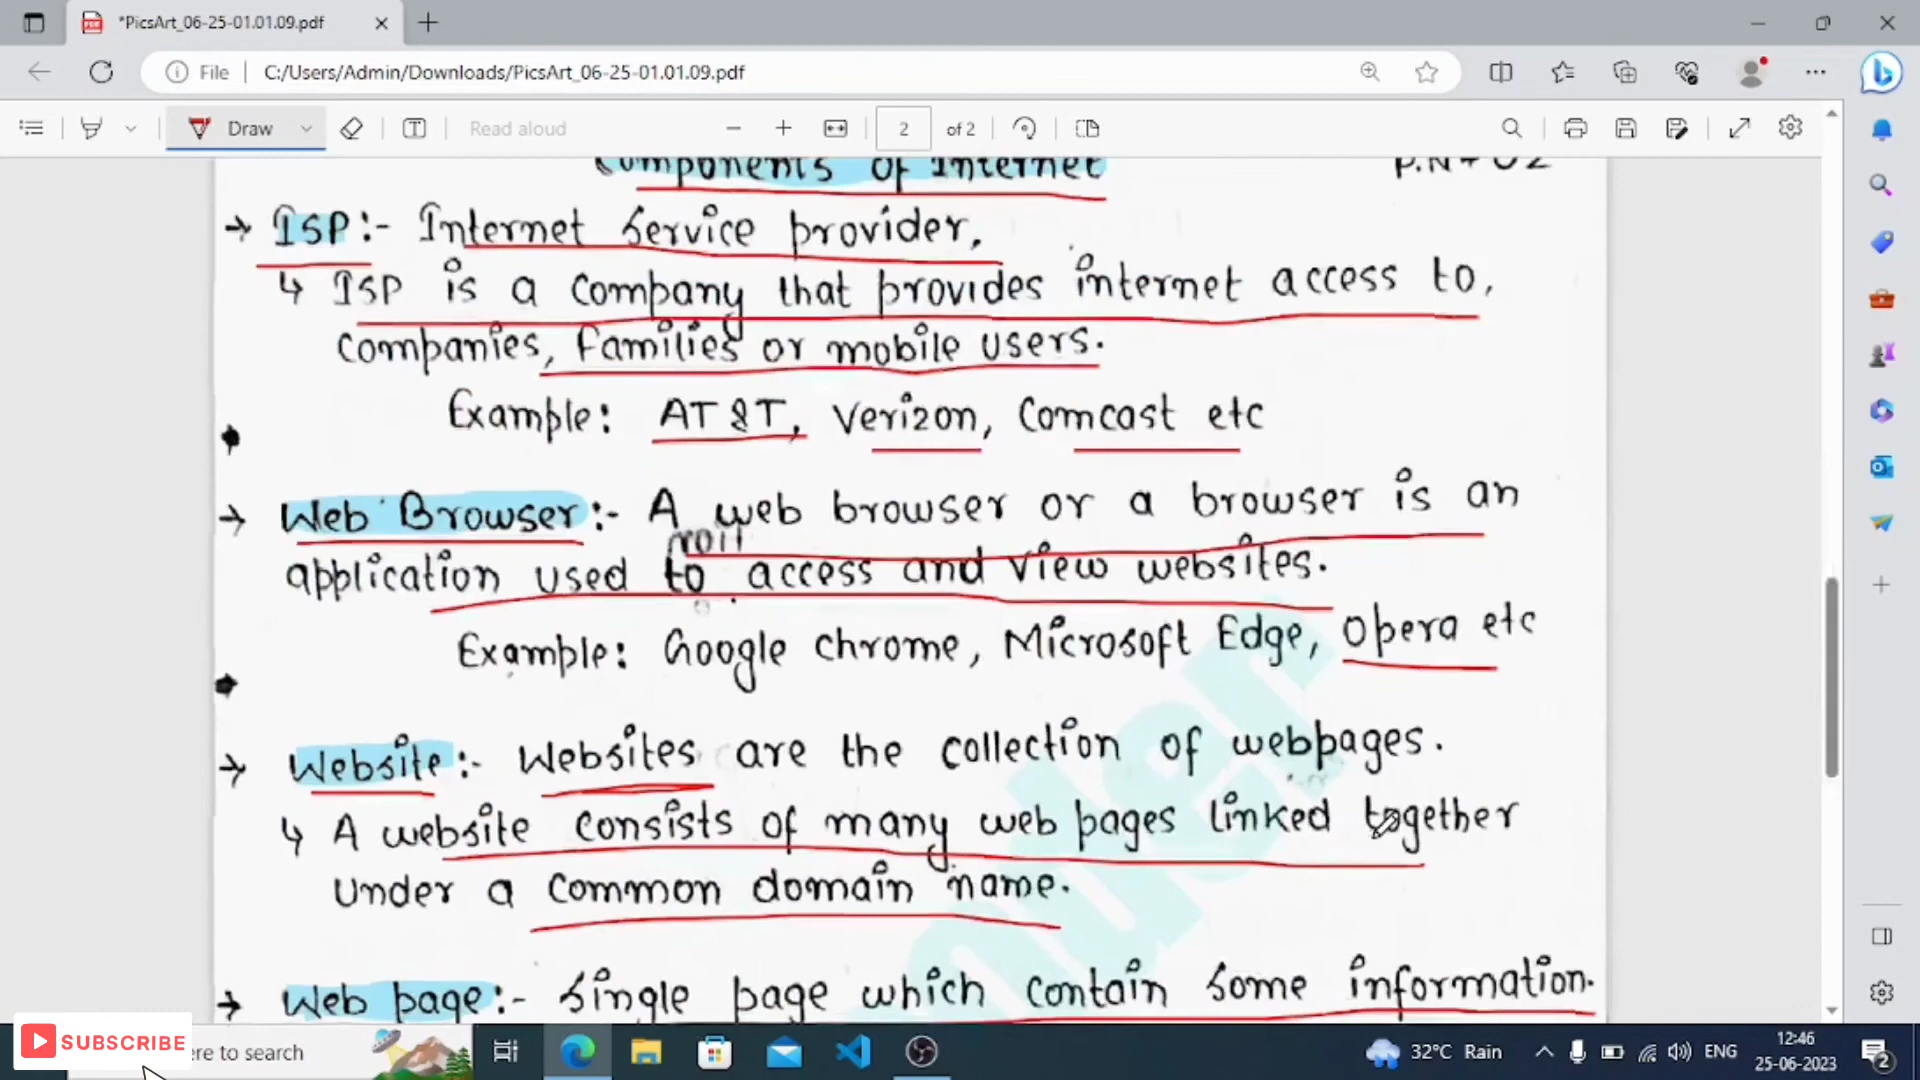 *PicsArt_06-25-01.01.09.pdf
File
C:/Users/Admin/Downloads/PicsArt_06-25-01.01.09.pdf
Draw
Read aloud
2
of 2
Components of Internet
P.N + 02
→ ISP:- Internet Service provider.
↳ ISP is a company that provides internet access to,
companies, families or mobile users.
Example: AT&T, Verizon, Comcast etc
→ Web Browser:- A web browser or a browser is an
application used to access and view websites.
Example: Google chrome, Microsoft Edge, Opera etc
→ Website:- Websites are the collection of webpages.
↳ A website consists of many web pages linked together
under a common domain name.
→ Web page:- Single page which contain some information.
SUBSCRIBE
ere to search
32°C Rain
ENG
12:46
25-06-2023
2